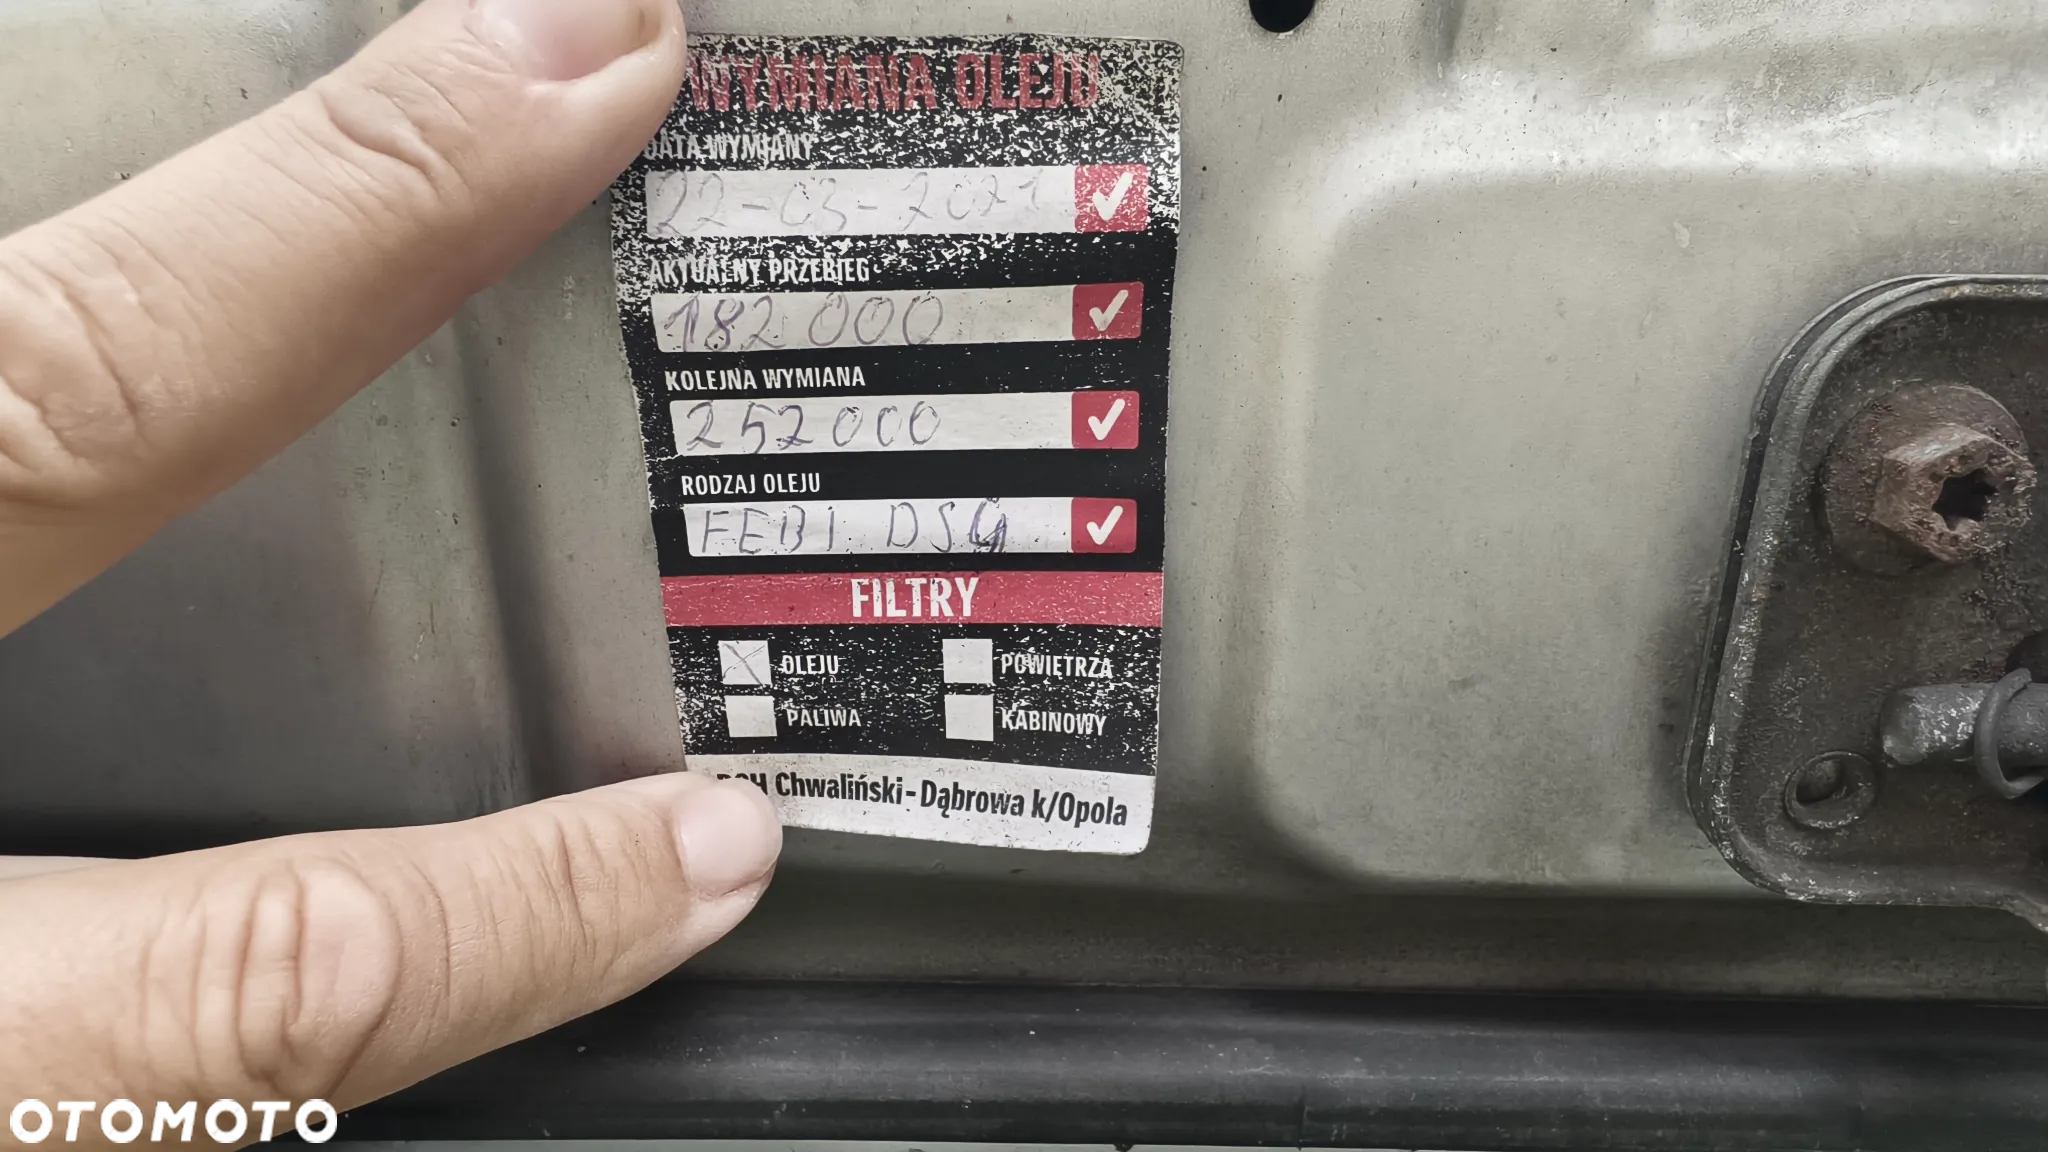 WYMIANA OLEJU
DATA WYMIANY
22-03-2021
AKTUALNY PRZEBIEG
182 000
KOLEJNA WYMIANA
252 000
RODZAJ OLEJU
FEBI DSG
FILTRY
OLEJU POWIETRZA
PALIWA KABINOWY
Chwaliński-Dąbrowa k/Opola
OTOMOTO